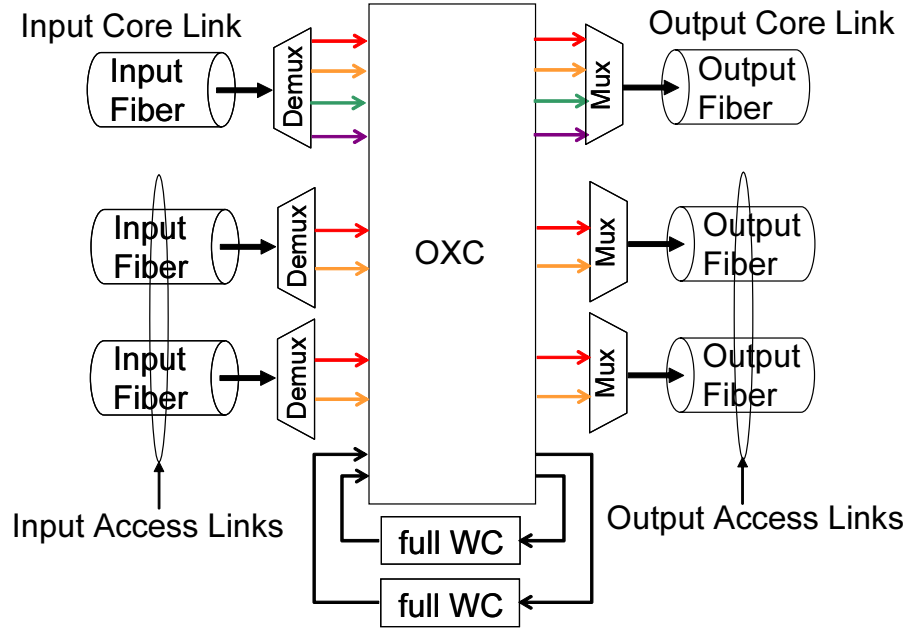 Input Core Link
Output Core Link
Input
Fiber
Demux
Mux
Output
Fiber
Input
Fiber
Demux
OXC
Mux
Output
Fiber
Input
Fiber
Demux
Mux
Output
Fiber
Input Access Links
Output Access Links
full WC
full WC